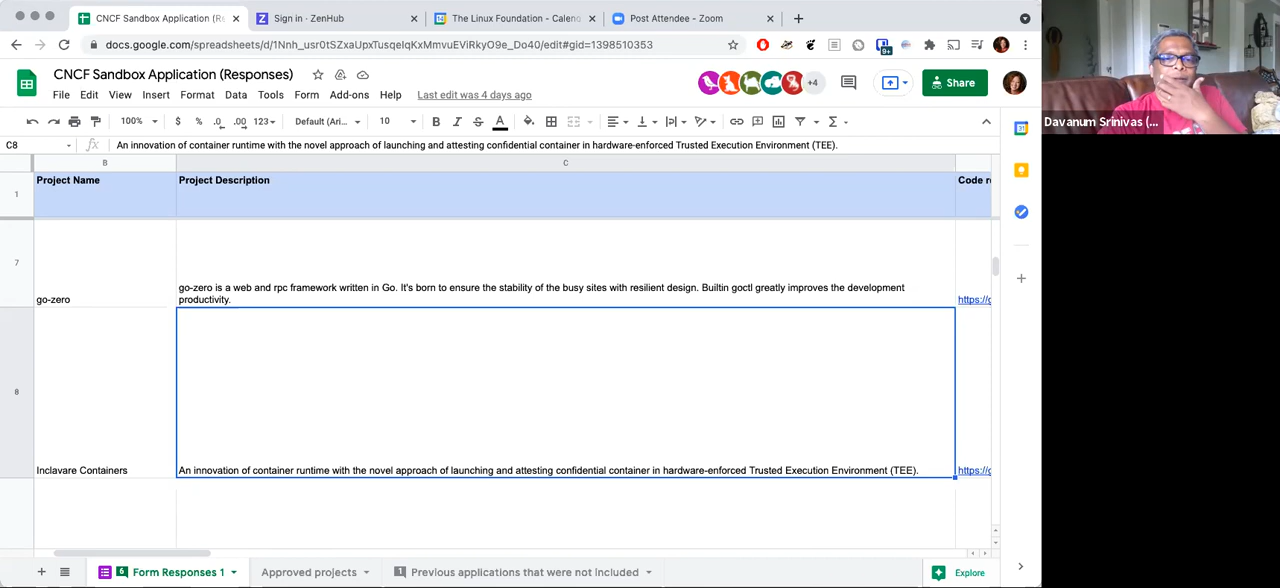 CNCF Sandbox Application (Re
Sign in · ZenHub
The Linux Foundation - Calen
Post Attendee - Zoom
docs.google.com/spreadsheets/d/1Nnh_usr0tSZxaUpxTusqeIqKxMmvuEViRkyO9e_Do40/edit#gid=1398510353
9+
CNCF Sandbox Application (Responses)
File Edit View Insert Format Data Tools Form Add-ons Help Last edit was 4 days ago
+4
Share
100% $ % .0 .00 123 Default (Ari... 10 B I S A
C8 fx An innovation of container runtime with the novel approach of launching and attesting confidential container in hardware-enforced Trusted Execution Environment (TEE).
B C
1 Project Name Project Description Code r
7
go-zero is a web and rpc framework written in Go. It's born to ensure the stability of the busy sites with resilient design. Builtin goctl greatly improves the development
go-zero productivity. https://g
8
Inclavare Containers An innovation of container runtime with the novel approach of launching and attesting confidential container in hardware-enforced Trusted Execution Environment (TEE). https://g
6 Form Responses 1 Approved projects 1 Previous applications that were not included Explore
31
Davanum Srinivas (...